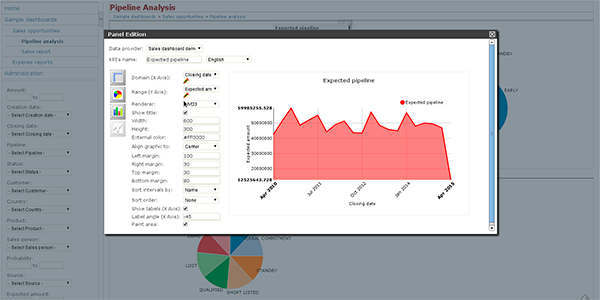 Home
Sample dashboards
Sales opportunities
Pipeline analysis
Sales report
Expense reports
Administration
Amount:
to
Creation date:
- Select Creation date -
Closing date:
- Select Closing date -
Pipeline:
- Select Pipeline -
Status:
- Select Status -
Customer:
- Select Customer -
Country:
- Select Country -
Product:
- Select Product -
Sales person:
- Select Sales person -
Probability:
to
Source:
- Select Source -
Pipeline Analysis
Sample dashboards » Sales opportunities » Pipeline analysis
Expected pipeline
Panel Edition
Data provider: Sales dashboard dem
KPI's name: Expected pipeline English
Domain (X Axis): Closing date
Range (Y Axis): Expected am
Renderer: NVD3
Show title:
Width: 600
Height: 300
External color: #FF0000
Align graphic to: Center
Left margin: 100
Right margin: 30
Top margin: 30
Bottom margin: 80
Sort intervals by: Name
Sort order: None
Show labels (X Axis):
Label angle (X Axis): -45
Paint area:
Expected pipeline
Expected pipeline
59985255.328
50000000
40000000
30000000
20000000
12525643.728
Expected amount
Apr 2010
Jul 2011
Oct 2012
Jan 2014
Apr 2015
Closing date
STANDBY
EARLY
VERBAL COMMITMENT
LOST
STANDBY
QUALIFIED
SHORT LISTED